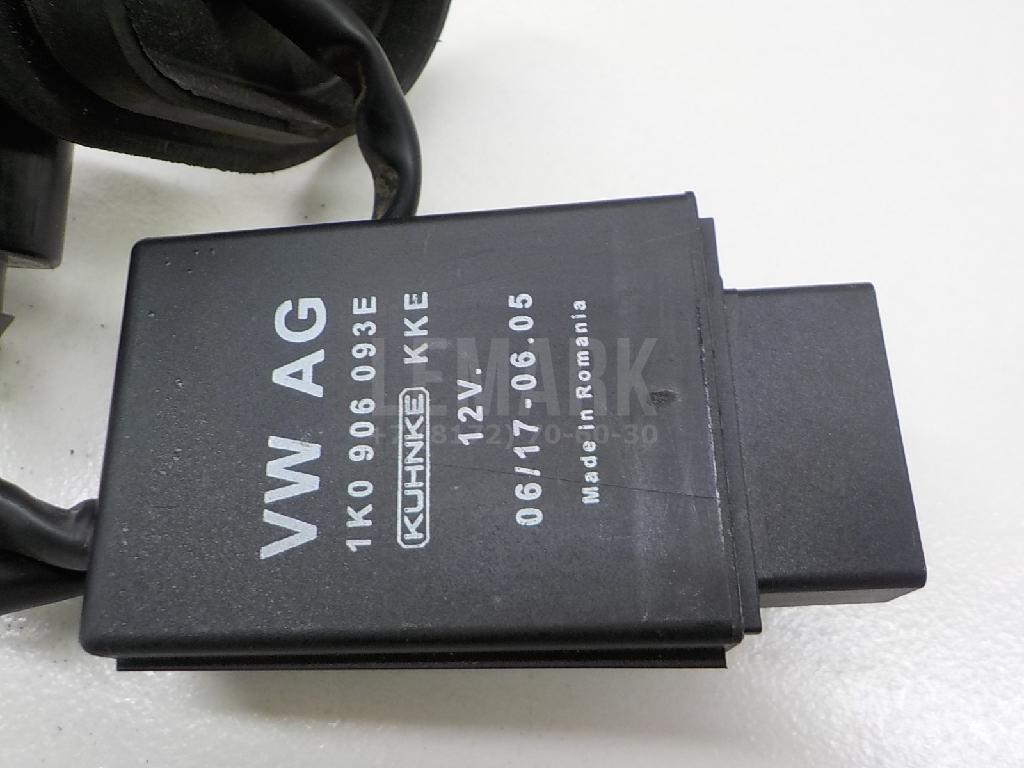 VW AG
1K0 906 093E
KUHNKE KKE
12V.
06/17-06.05
Made in Romania
LEMARK